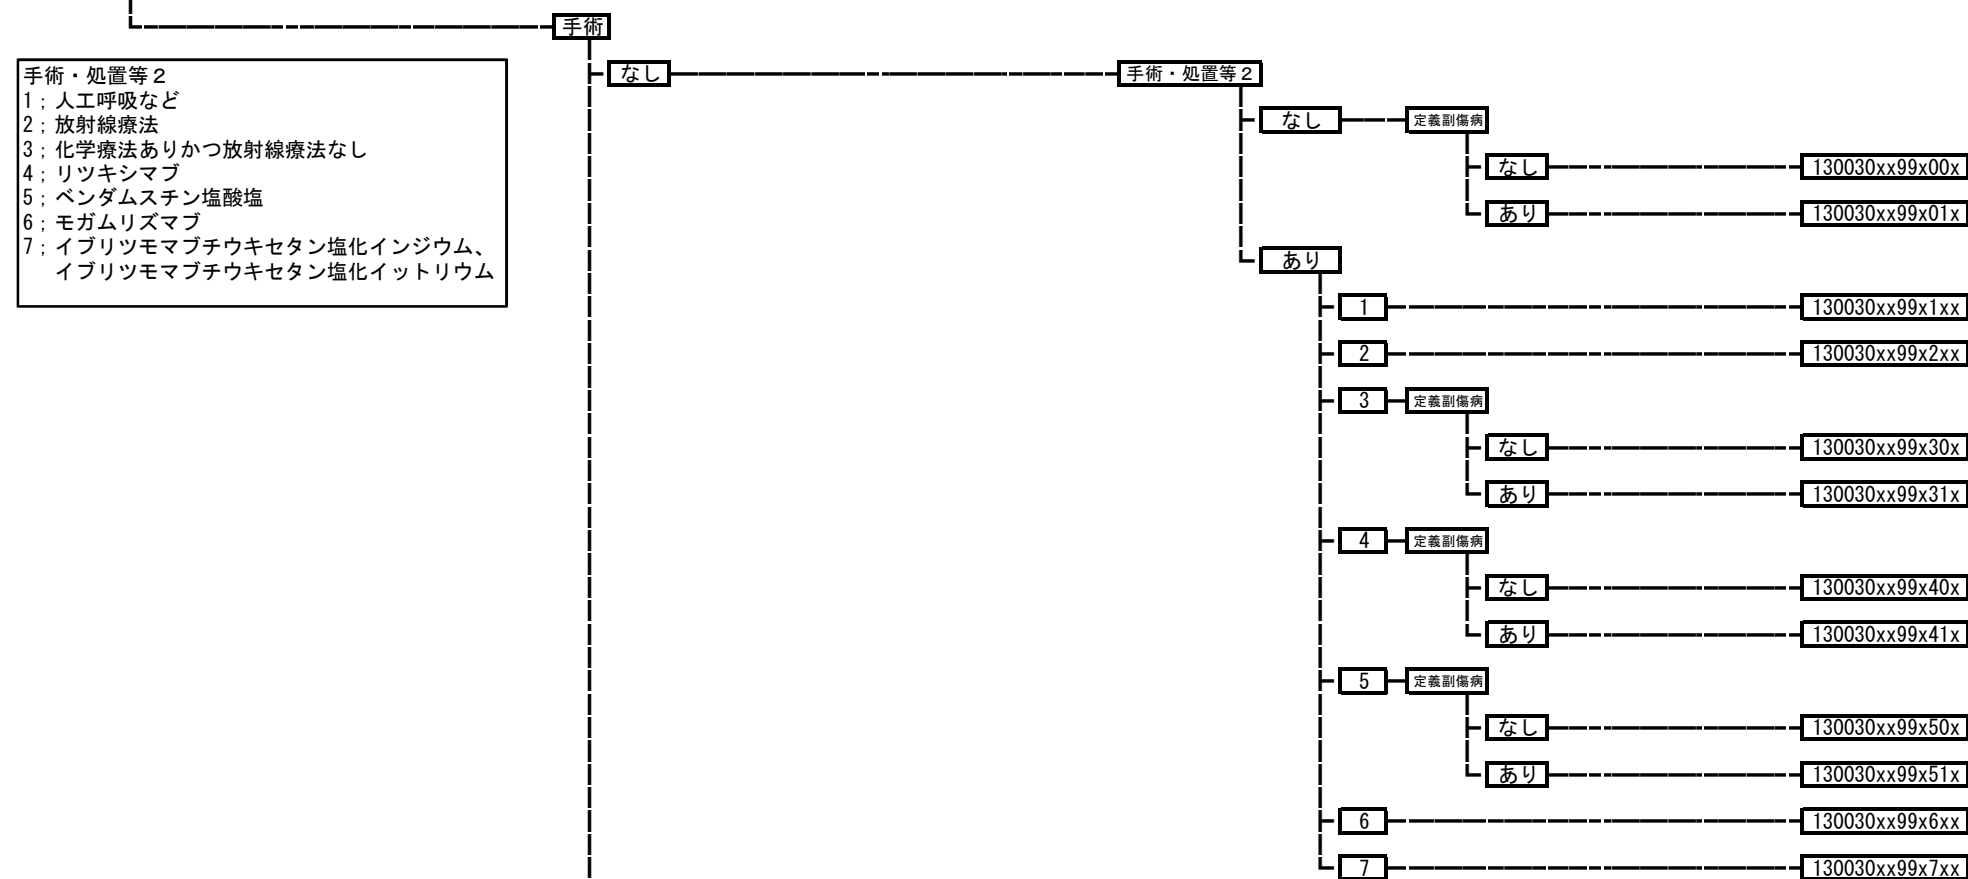 手術
手術・処置等２
1；人工呼吸など
2；放射線療法
3；化学療法ありかつ放射線療法なし
4；リツキシマブ
5；ベンダムスチン塩酸塩
6；モガムリズマブ
7；イブリツモマブチウキセタン塩化インジウム、
イブリツモマブチウキセタン塩化イットリウム
なし 手術・処置等２
なし 定義副傷病
なし 130030xx99x00x
あり 130030xx99x01x
あり
1 130030xx99x1xx
2 130030xx99x2xx
3 定義副傷病
なし 130030xx99x30x
あり 130030xx99x31x
4 定義副傷病
なし 130030xx99x40x
あり 130030xx99x41x
5 定義副傷病
なし 130030xx99x50x
あり 130030xx99x51x
6 130030xx99x6xx
7 130030xx99x7xx